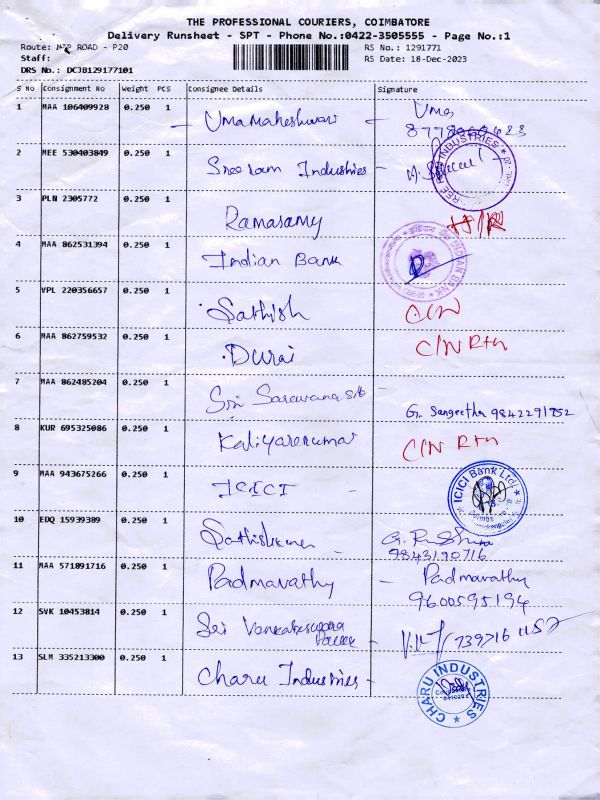 THE PROFESSIONAL COURIERS, COIMBATORE
Delivery Runsheet - SPT - Phone No.:0422-3505555 - Page No.:1
Route: MTP ROAD - P20 RS No.: 1291771
Staff: RS Date: 18-Dec-2023
DRS No.: DCJB129177101
S No Consignment No Weight PCS Consignee Details Signature
1 MAA 106409928 0.250 1 Umamaheshwari - Uma
2 MEE 530403849 0.250 1 Sreeram Industries -
INDUSTRIES
3 PLN 2305772 0.250 1 Ramasamy
4 MAA 862531394 0.250 1 Indian Bank
INDIAN BANK
5 VPL 220356657 0.250 1 Sathish
6 MAA 862759532 0.250 1 Durai C/N Rtn
7 MAA 862485204 0.250 1 Sri Saravana G. Sangeetha 9842291852
8 KUR 695325086 0.250 1 C/N Rtn
9 MAA 943675266 0.250 1 ICICI
ICICI Bank Ltd
10 EDQ 15939389 0.250 1 -
9843190716
11 MAA 571891716 0.250 1 Padmavathy - Padmavathy
9600595194
12 SVK 10453814 0.250 1 Sri -
13 SLM 335213300 0.250 1 Charu Industries -
CHARU INDUSTRIES